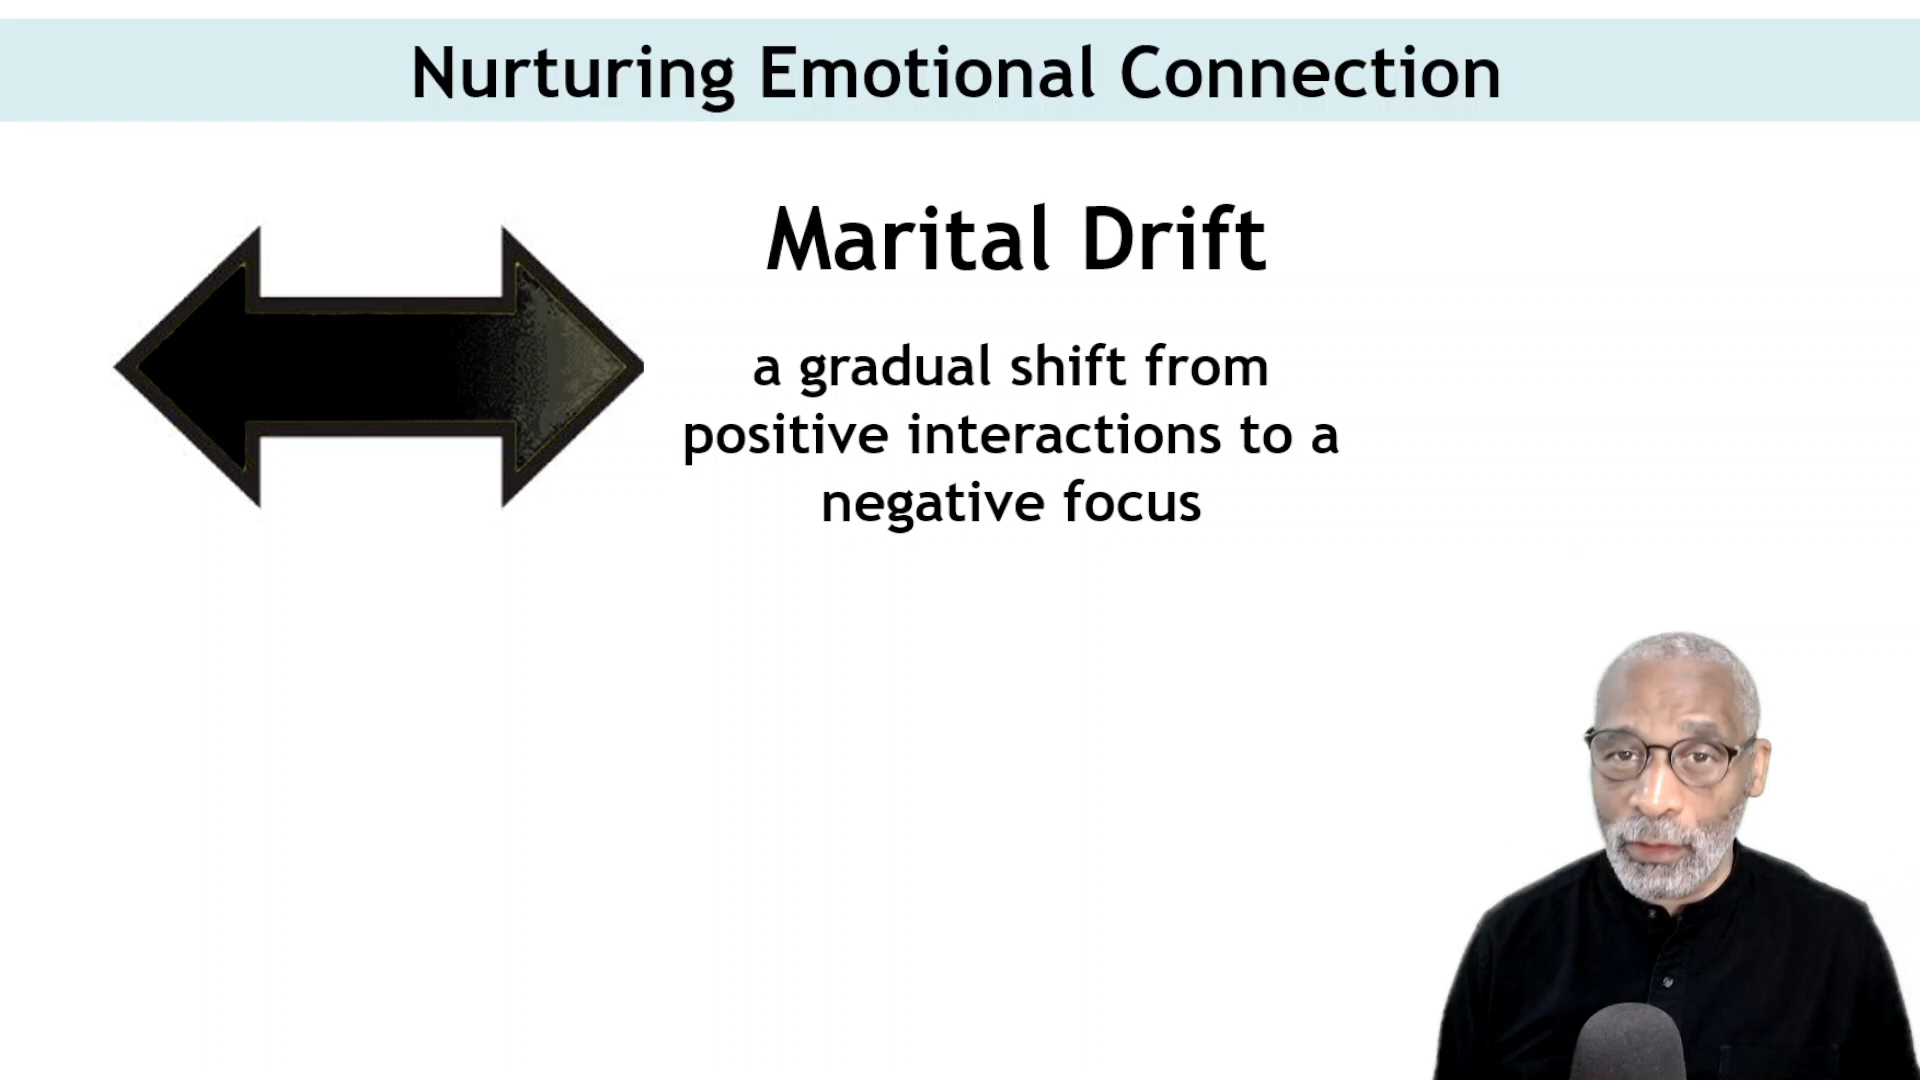 Nurturing Emotional Connection
Marital Drift
a gradual shift from
positive interactions to a
negative focus